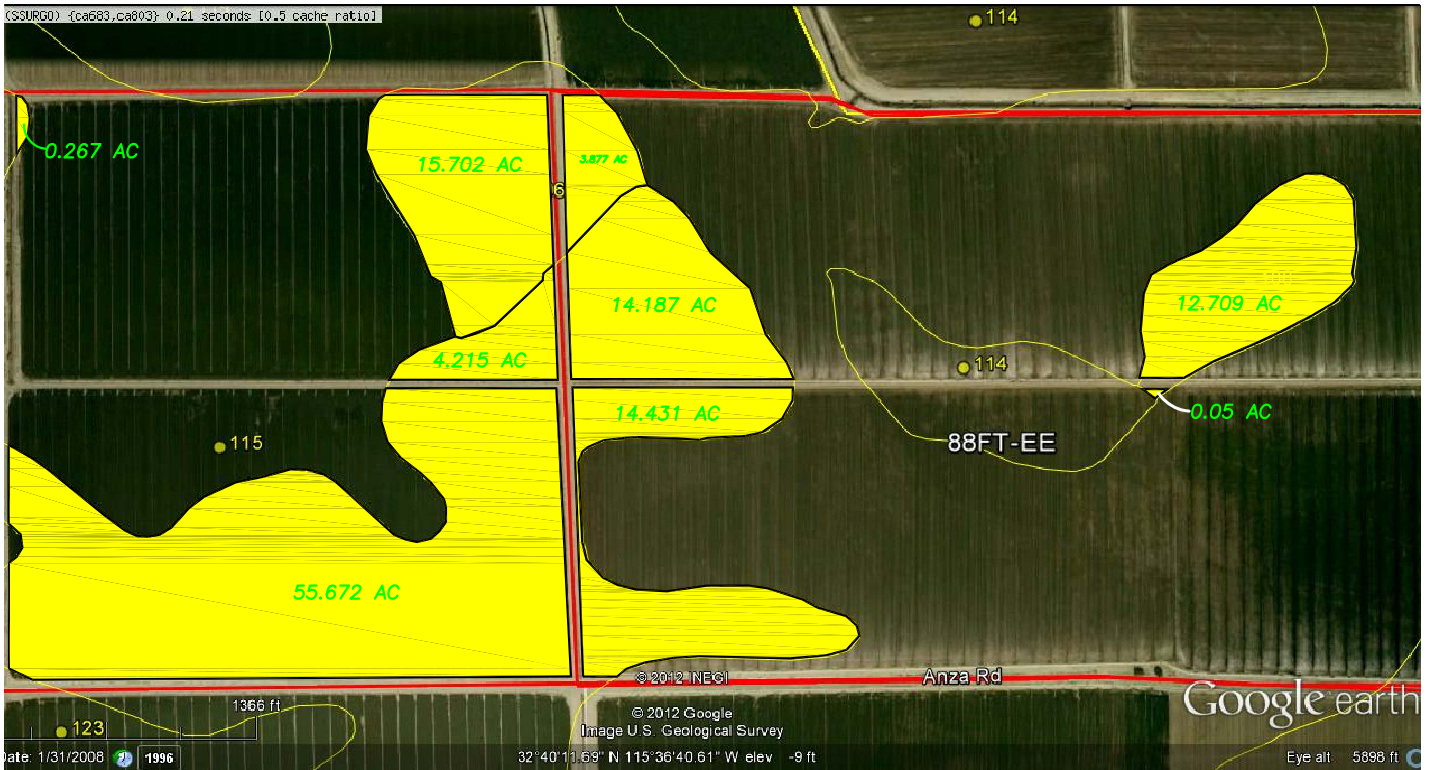 (SSURGO) -{ca683,ca803} 0.21 seconds [0.5 cache ratio]
114
0.267 AC
15.702 AC
3.877 AC
6
14.187 AC
12.709 AC
4.215 AC
114
14.431 AC
0.05 AC
115
88FT-EE
55.672 AC
© 2012 INEGI
Anza Rd
1366 ft
Google earth
© 2012 Google
123
Image U.S. Geological Survey
Date: 1/31/2008
1996
32°40'11.69" N 115°36'40.61" W elev -9 ft
Eye alt 5898 ft